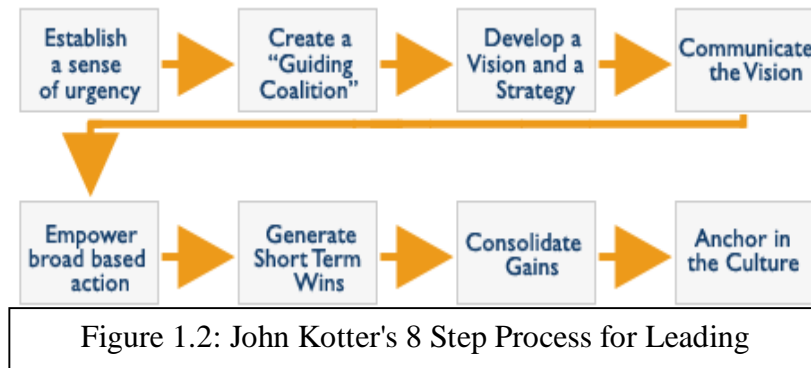 Establish
a sense
of urgency
Create a
“Guiding
Coalition”
Develop a
Vision and a
Strategy
Communicate
the Vision
Empower
broad based
action
Generate
Short Term
Wins
Consolidate
Gains
Anchor in
the Culture
Figure 1.2: John Kotter's 8 Step Process for Leading